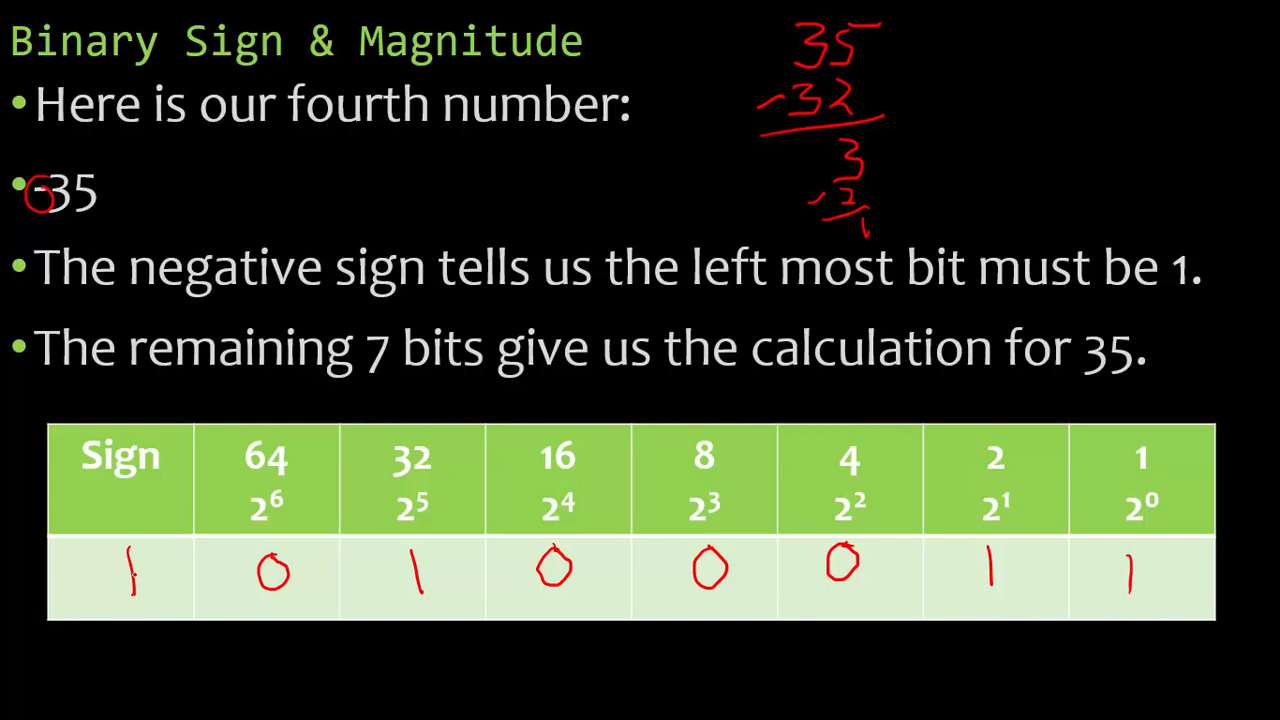 Binary Sign & Magnitude
•Here is our fourth number:
•-35
35
-32
3
-2
1
•The negative sign tells us the left most bit must be 1.
•The remaining 7 bits give us the calculation for 35.
Sign 64 32 16 8 4 2 1
2⁶ 2⁵ 2⁴ 2³ 2² 2¹ 2⁰
1 0 1 0 0 0 1 1